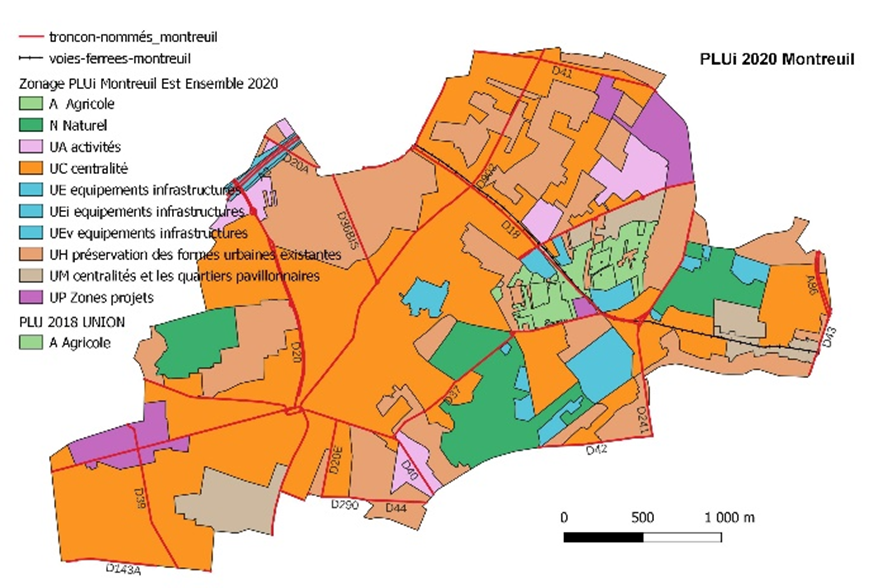 troncon-nommés_montreuil
voies-ferrees-montreuil
PLUi 2020 Montreuil
Zonage PLUi Montreuil Est Ensemble 2020
A Agricole
N Naturel
UA activités
UC centralité
UE equipements infrastructures
UEi equipements infrastructures
UEv equipements infrastructures
UH préservation des formes urbaines existantes
UM centralités et les quartiers pavillonnaires
UP Zones projets
PLU 2018 UNION
A Agricole
D41
D20A
D902
D36BIS
D18
A86
D43
D20
D37
D241
D42
D20E
D40
D39
D290
D44
D143A
0 500 1 000 m